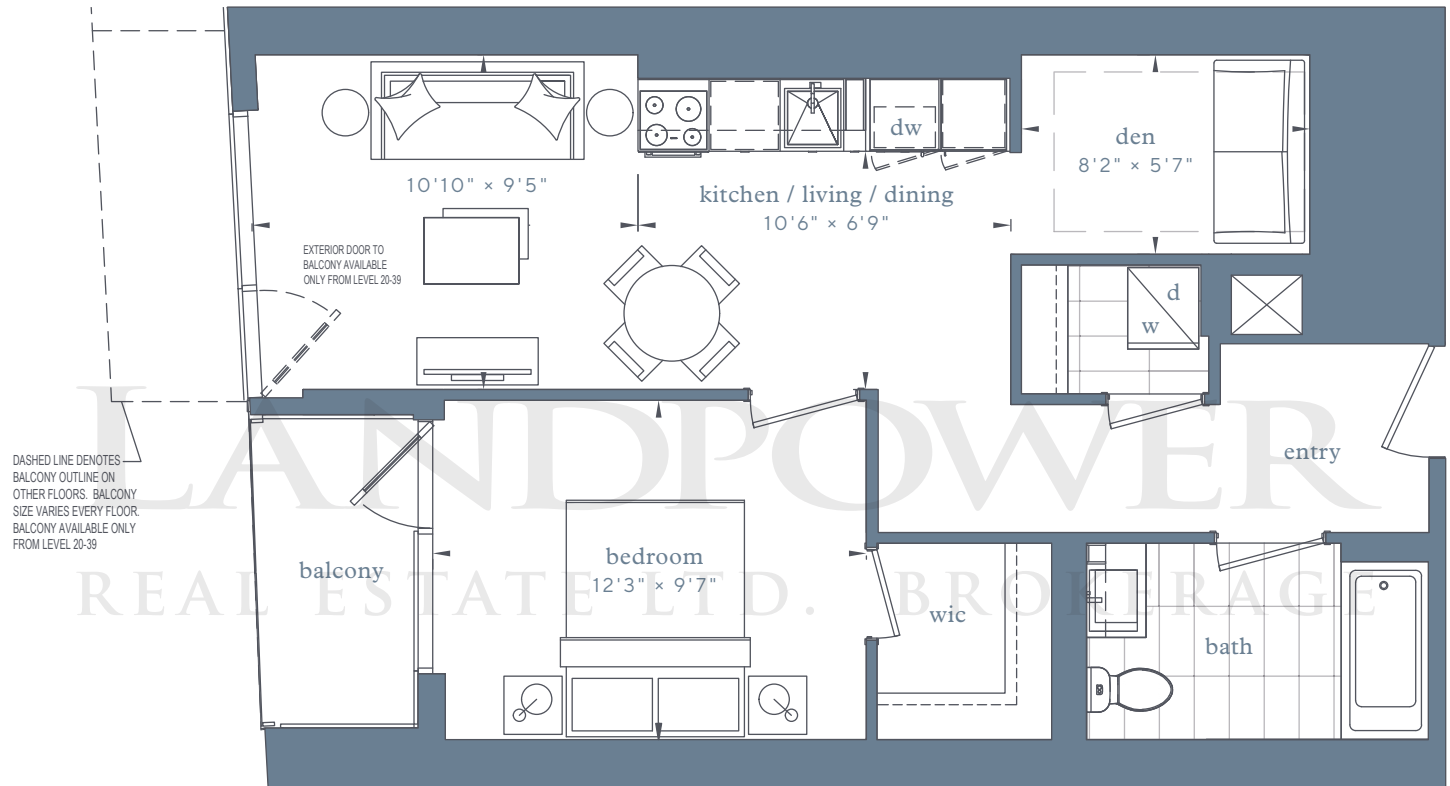 dw
den
8'2" × 5'7"
10'10" × 9'5"
kitchen / living / dining
10'6" × 6'9"
EXTERIOR DOOR TO
BALCONY AVAILABLE
ONLY FROM LEVEL 20-39
d
w
entry
LANDPOWER
REAL ESTATE LTD. BROKERAGE
DASHED LINE DENOTES
BALCONY OUTLINE ON
OTHER FLOORS. BALCONY
SIZE VARIES EVERY FLOOR.
BALCONY AVAILABLE ONLY
FROM LEVEL 20-39
balcony
bedroom
12'3" × 9'7"
wic
bath